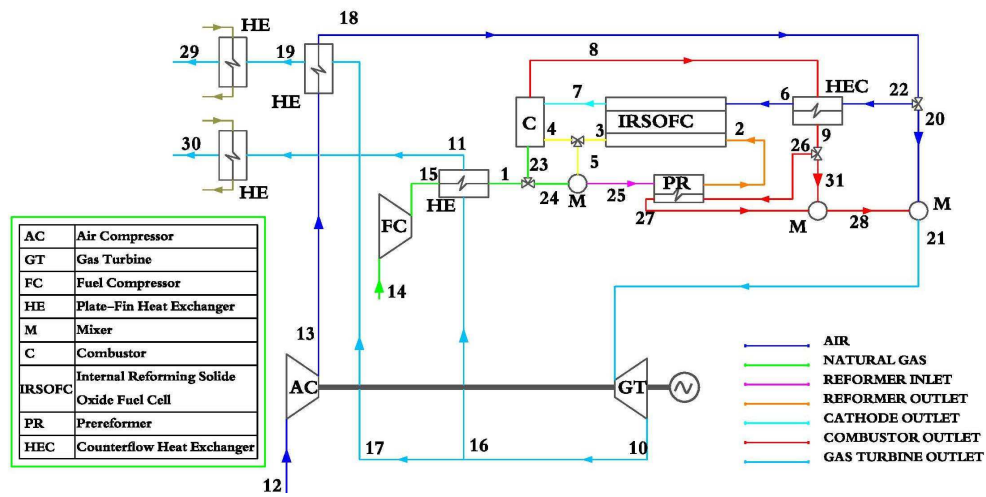 18
HE
29
19
HE
8
7
6
HEC
22
20
IRSOFC
C
4
3
2
9
26
5
23
30
11
15
1
24
M
25
PR
31
HE
HE
27
M
28
M
21
FC
14
13
AC
GT
17
16
10
12
AC Air Compressor
GT Gas Turbine
FC Fuel Compressor
HE Plate-Fin Heat Exchanger
M Mixer
C Combustor
IRSOFC Internal Reforming Solide
Oxide Fuel Cell
PR Prereformer
HEC Counterflow Heat Exchanger
AIR
NATURAL GAS
REFORMER INLET
REFORMER OUTLET
CATHODE OUTLET
COMBUSTOR OUTLET
GAS TURBINE OUTLET